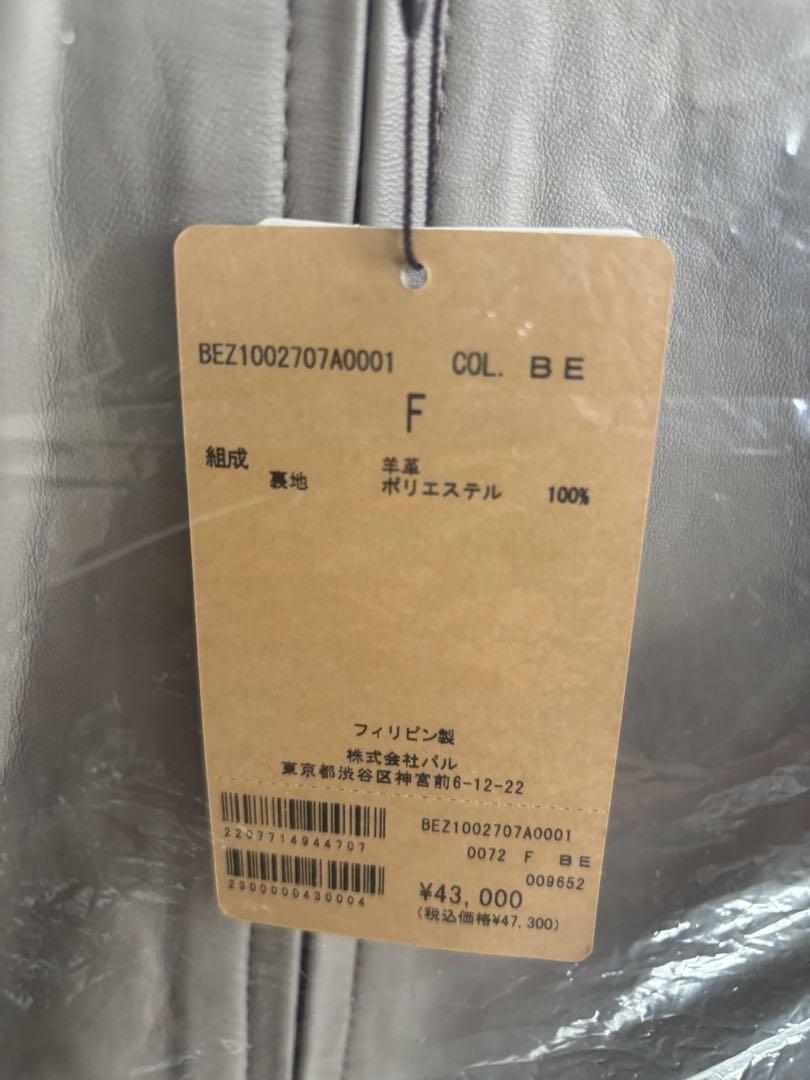 BEZ1002707A0001 COL. BE
F
組成 羊革
裏地 ポリエステル 100%
フィリピン製
株式会社パル
東京都渋谷区神宮前6-12-22
2207714944707
2300000430004
BEZ1002707A0001
0072 F BE
009652
¥43,000
(税込価格¥47,300)